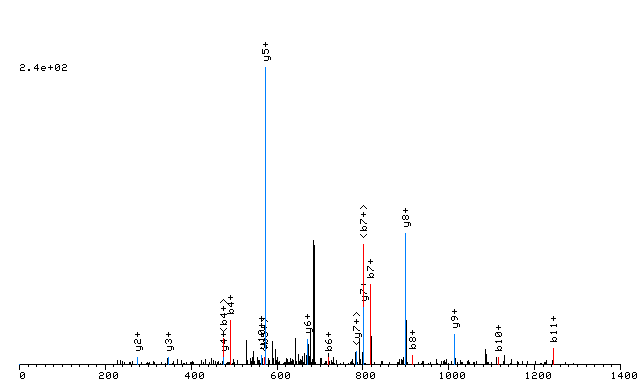 2.4e+02
y5+
<b7+>
y8+
b7+
y7+
<b4+>
b4+
y4+
y6+
<y7+>
y9+
b11+
y2+
y3+
b6+
b8+
b10+
0 200 400 600 800 1000 1200 1400